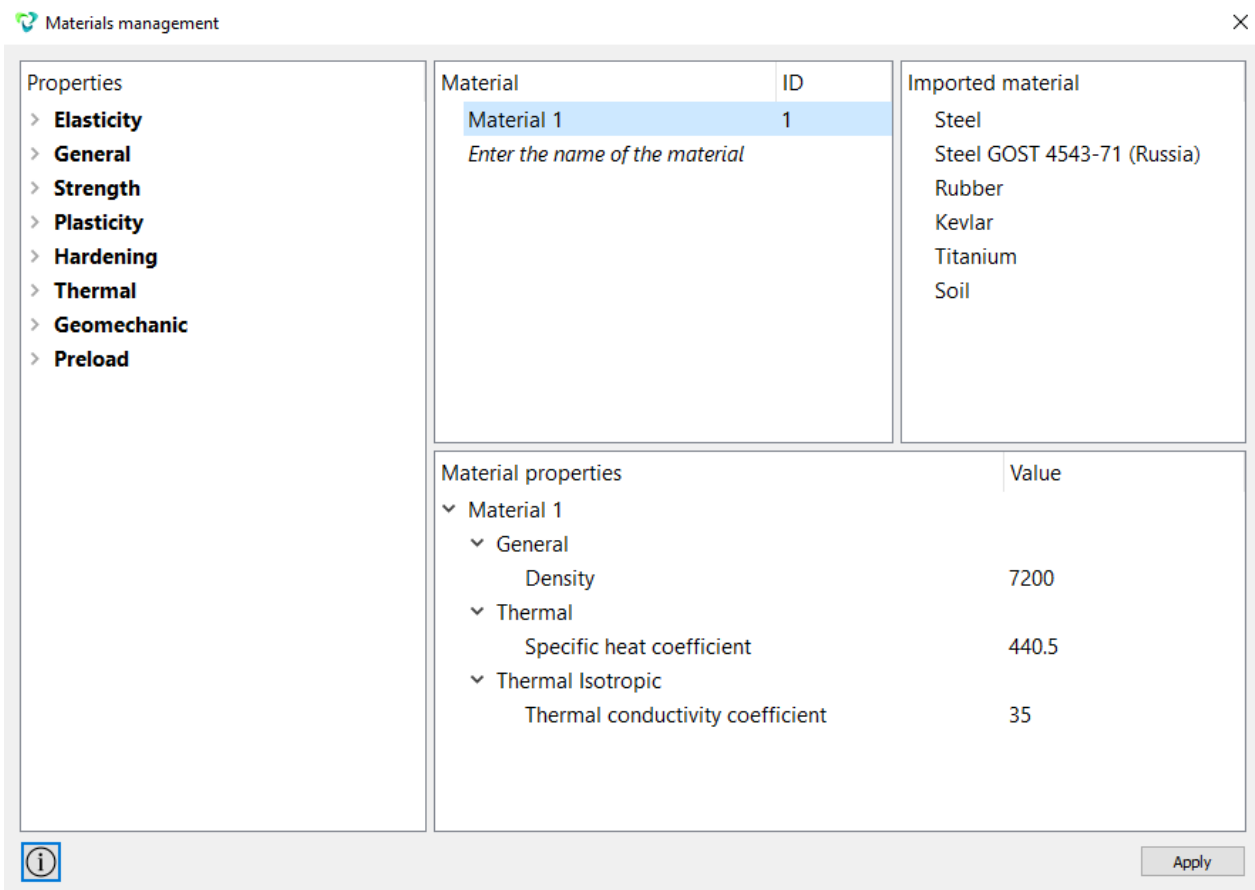 Materials management
Properties
Elasticity
General
Strength
Plasticity
Hardening
Thermal
Geomechanic
Preload
Material ID
Material 1 1
Enter the name of the material
Imported material
Steel
Steel GOST 4543-71 (Russia)
Rubber
Kevlar
Titanium
Soil
Material properties Value
Material 1
General
Density 7200
Thermal
Specific heat coefficient 440.5
Thermal Isotropic
Thermal conductivity coefficient 35
Apply